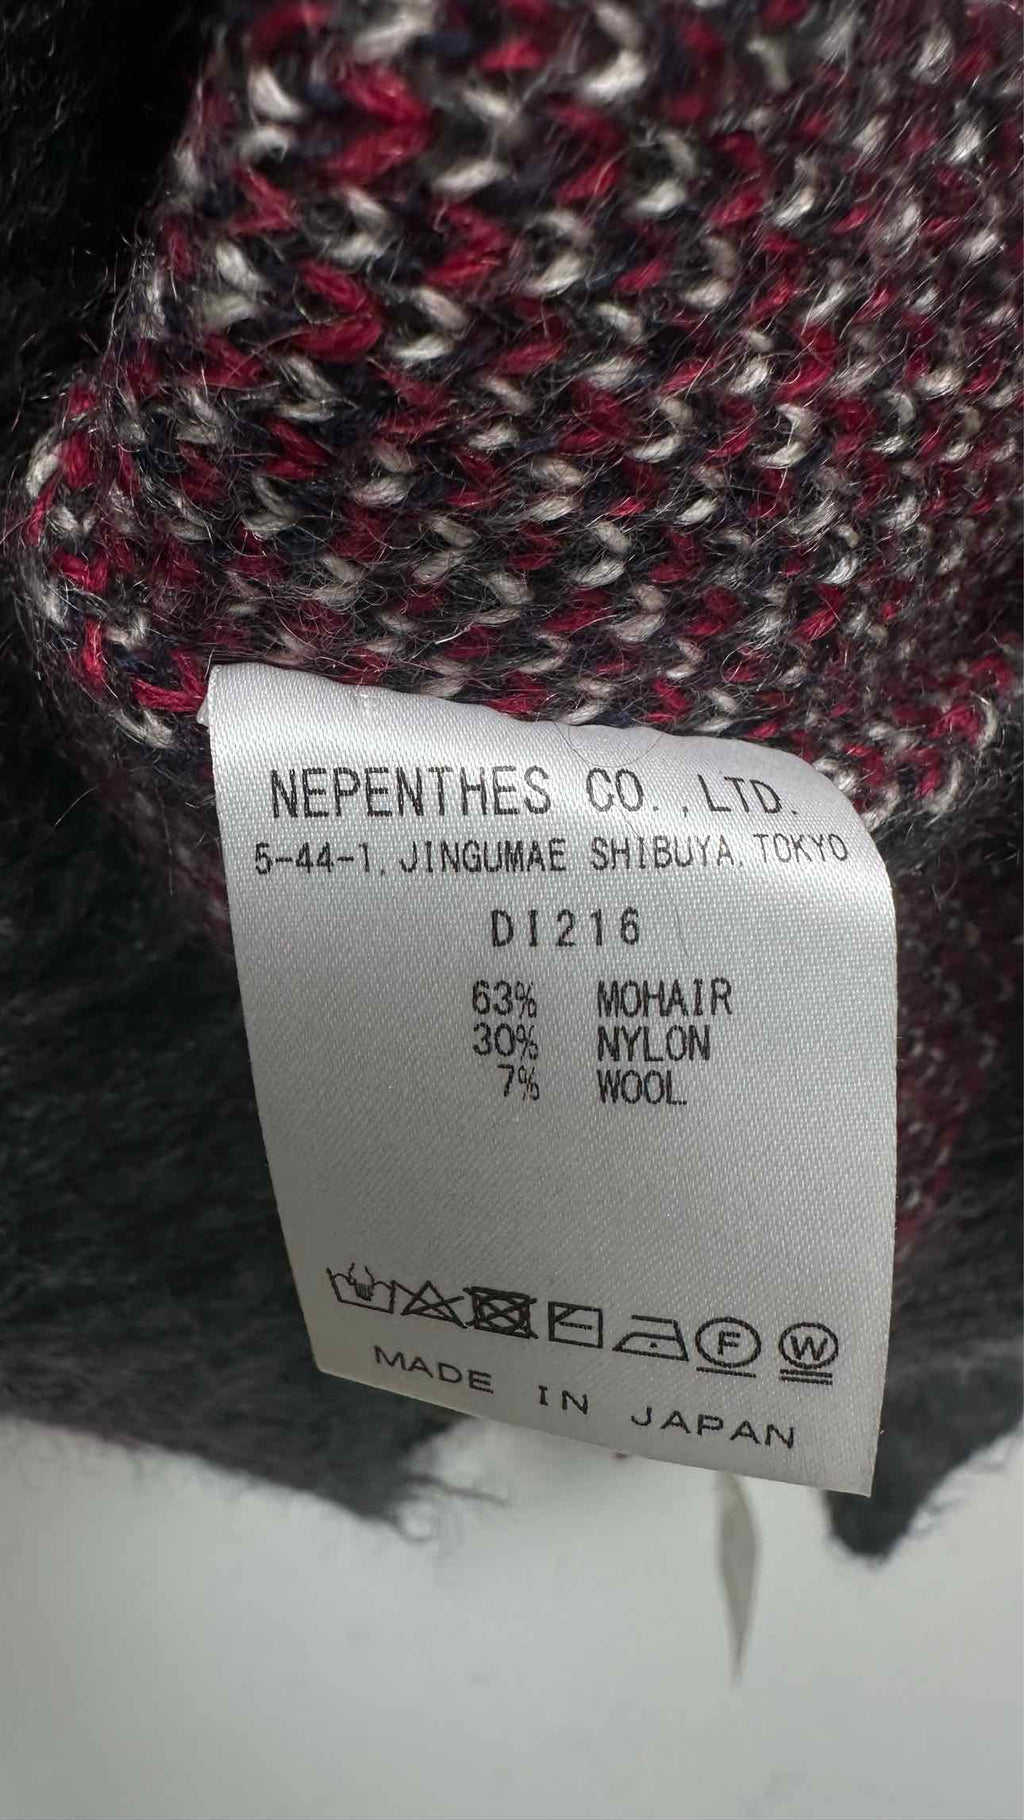 NEPENTHES CO.,LTD.
5-44-1, JINGUMAE SHIBUYA, TOKYO
DI216
63% MOHAIR
30% NYLON
7% WOOL
F W
MADE IN JAPAN